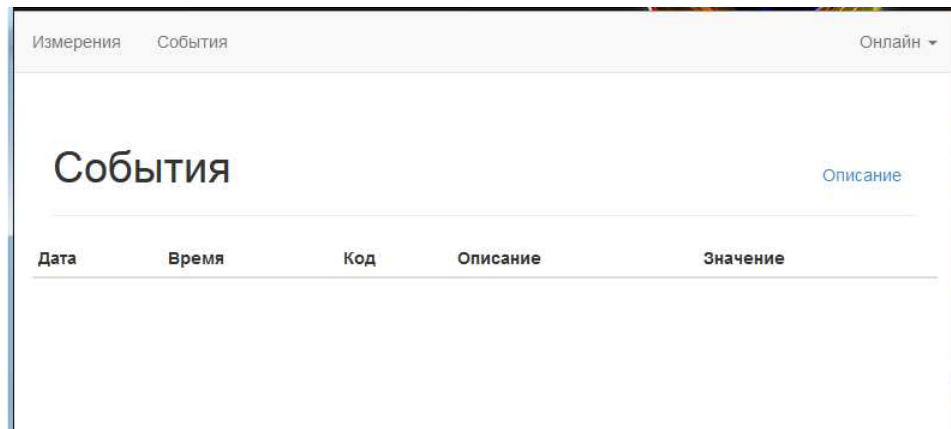 Измерения События Онлайн
События
Описание
Дата Время Код Описание Значение